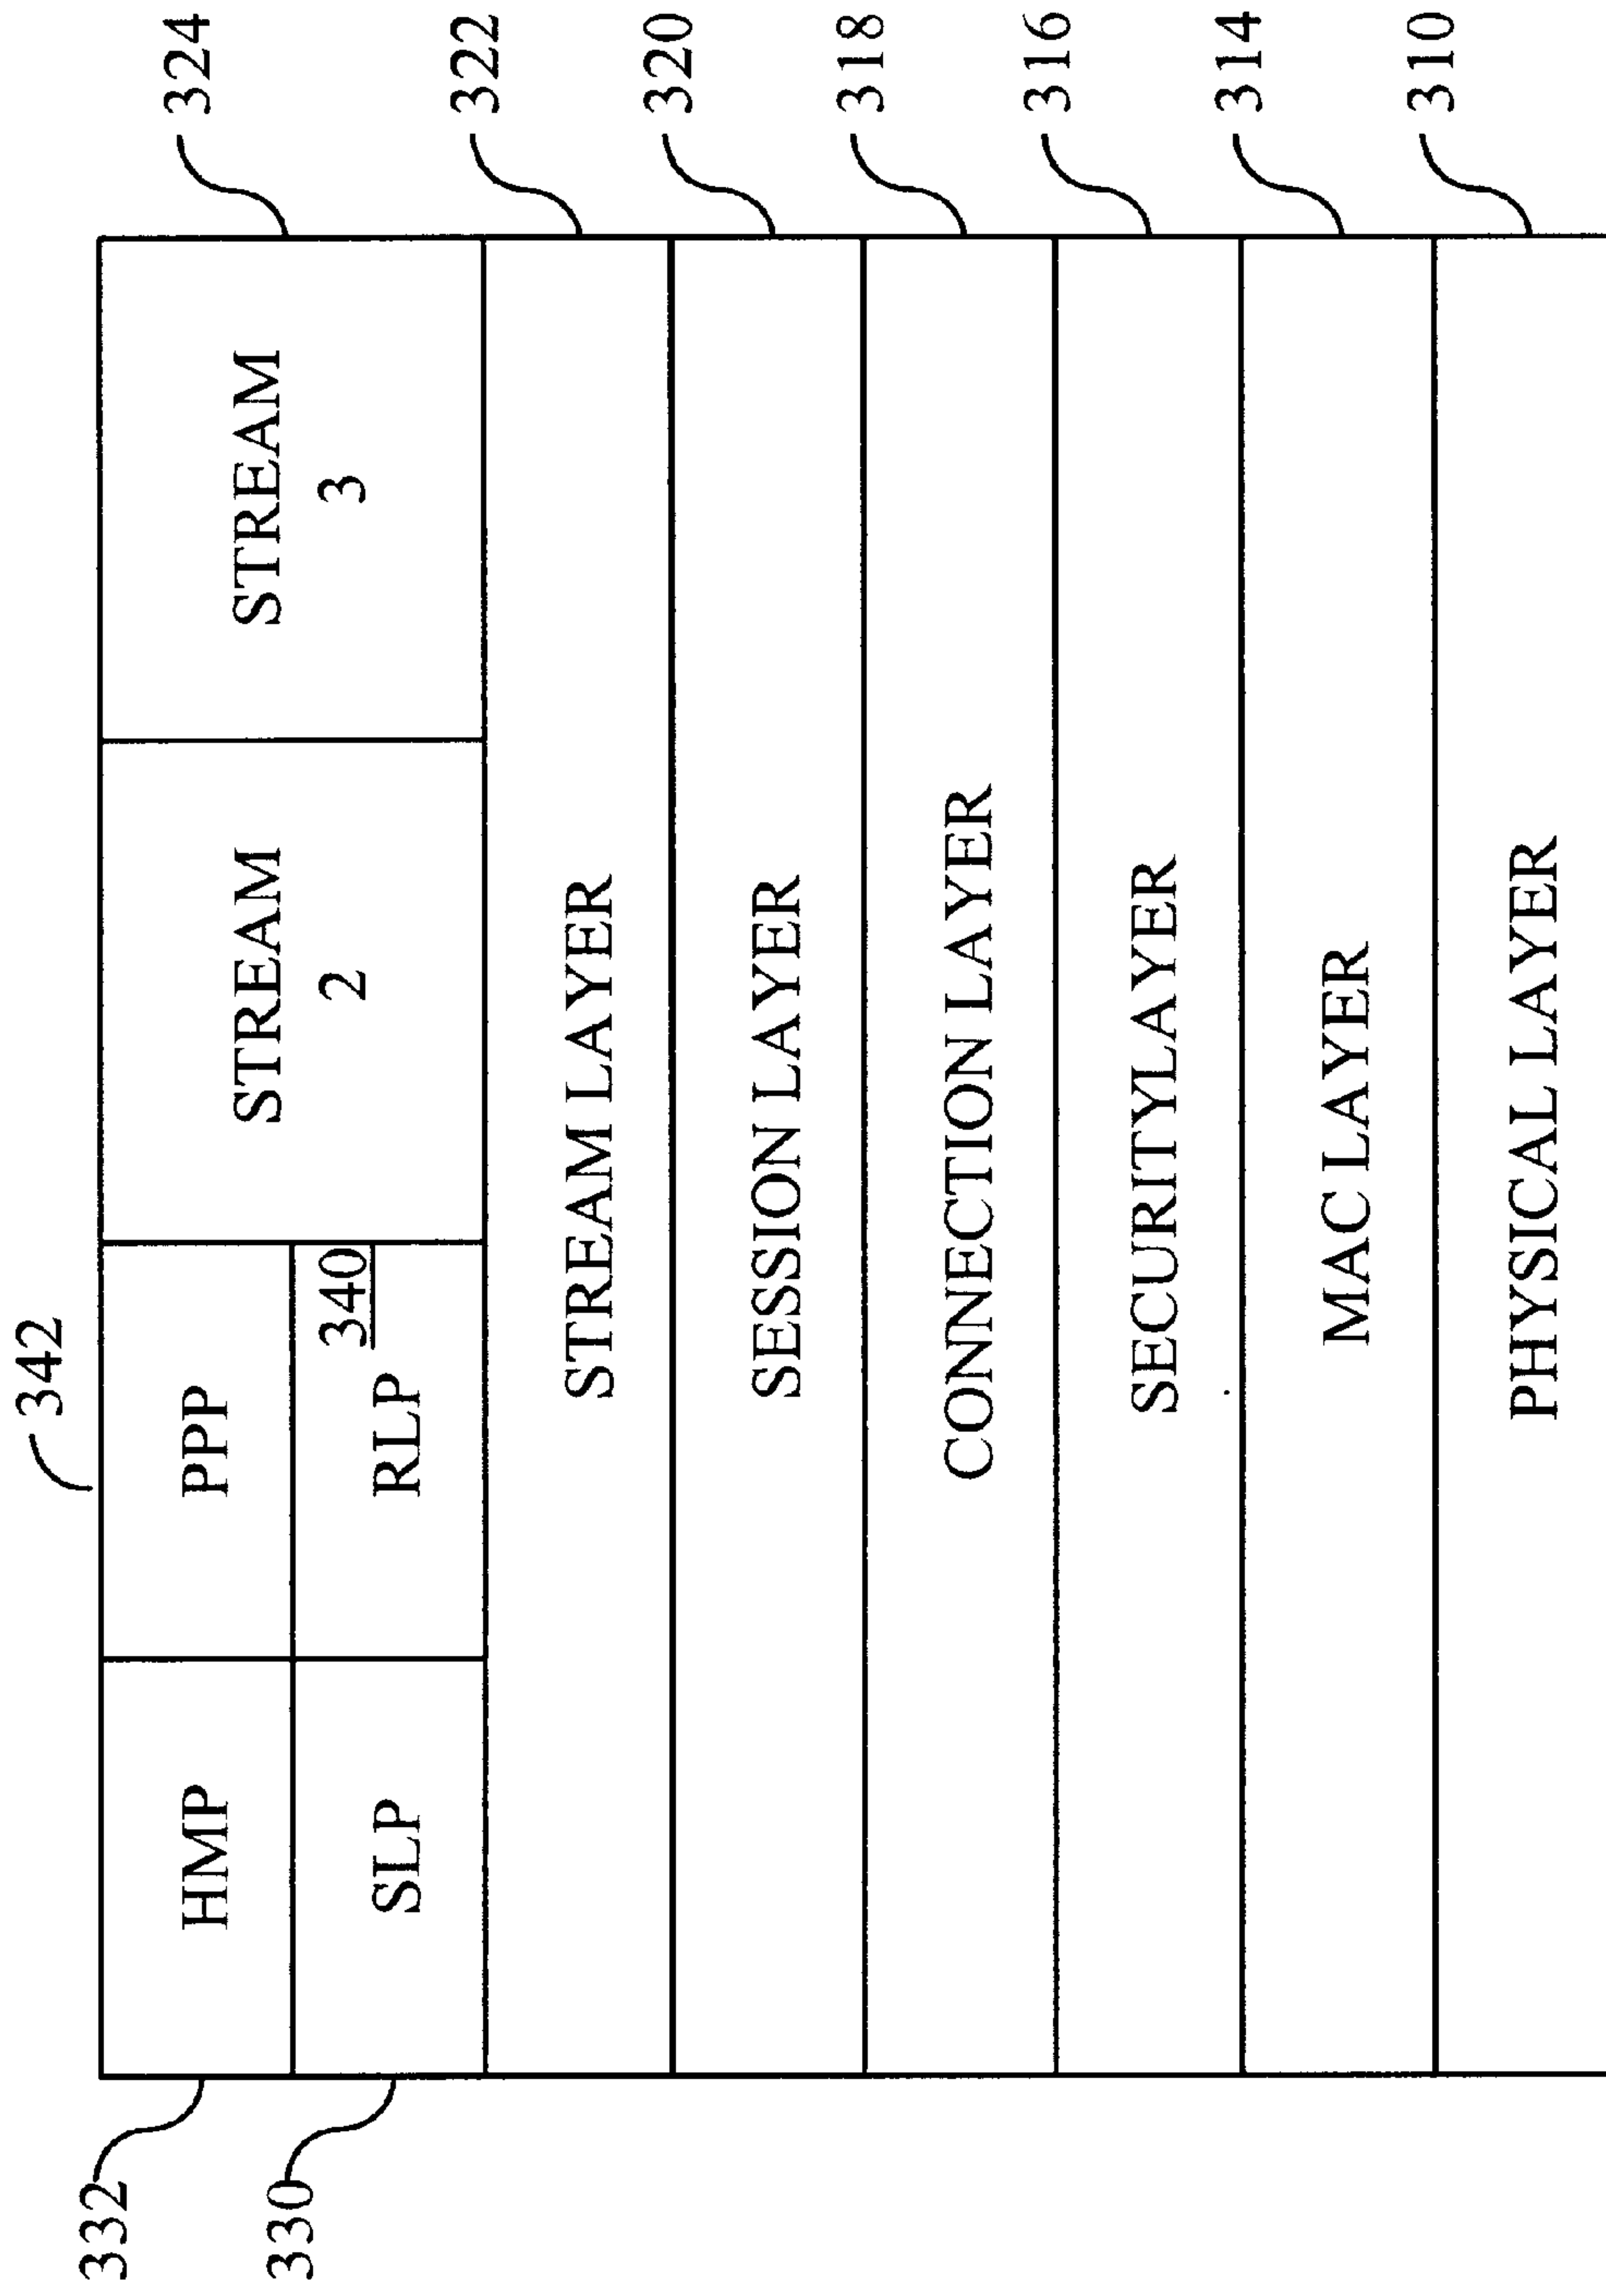 342
332
HMP
PPP
STREAM
2
STREAM
3
324
330
SLP
340
RLP
STREAM LAYER
322
SESSION LAYER
320
CONNECTION LAYER
318
SECURITYLAYER
316
MAC LAYER
314
PHYSICAL LAYER
310